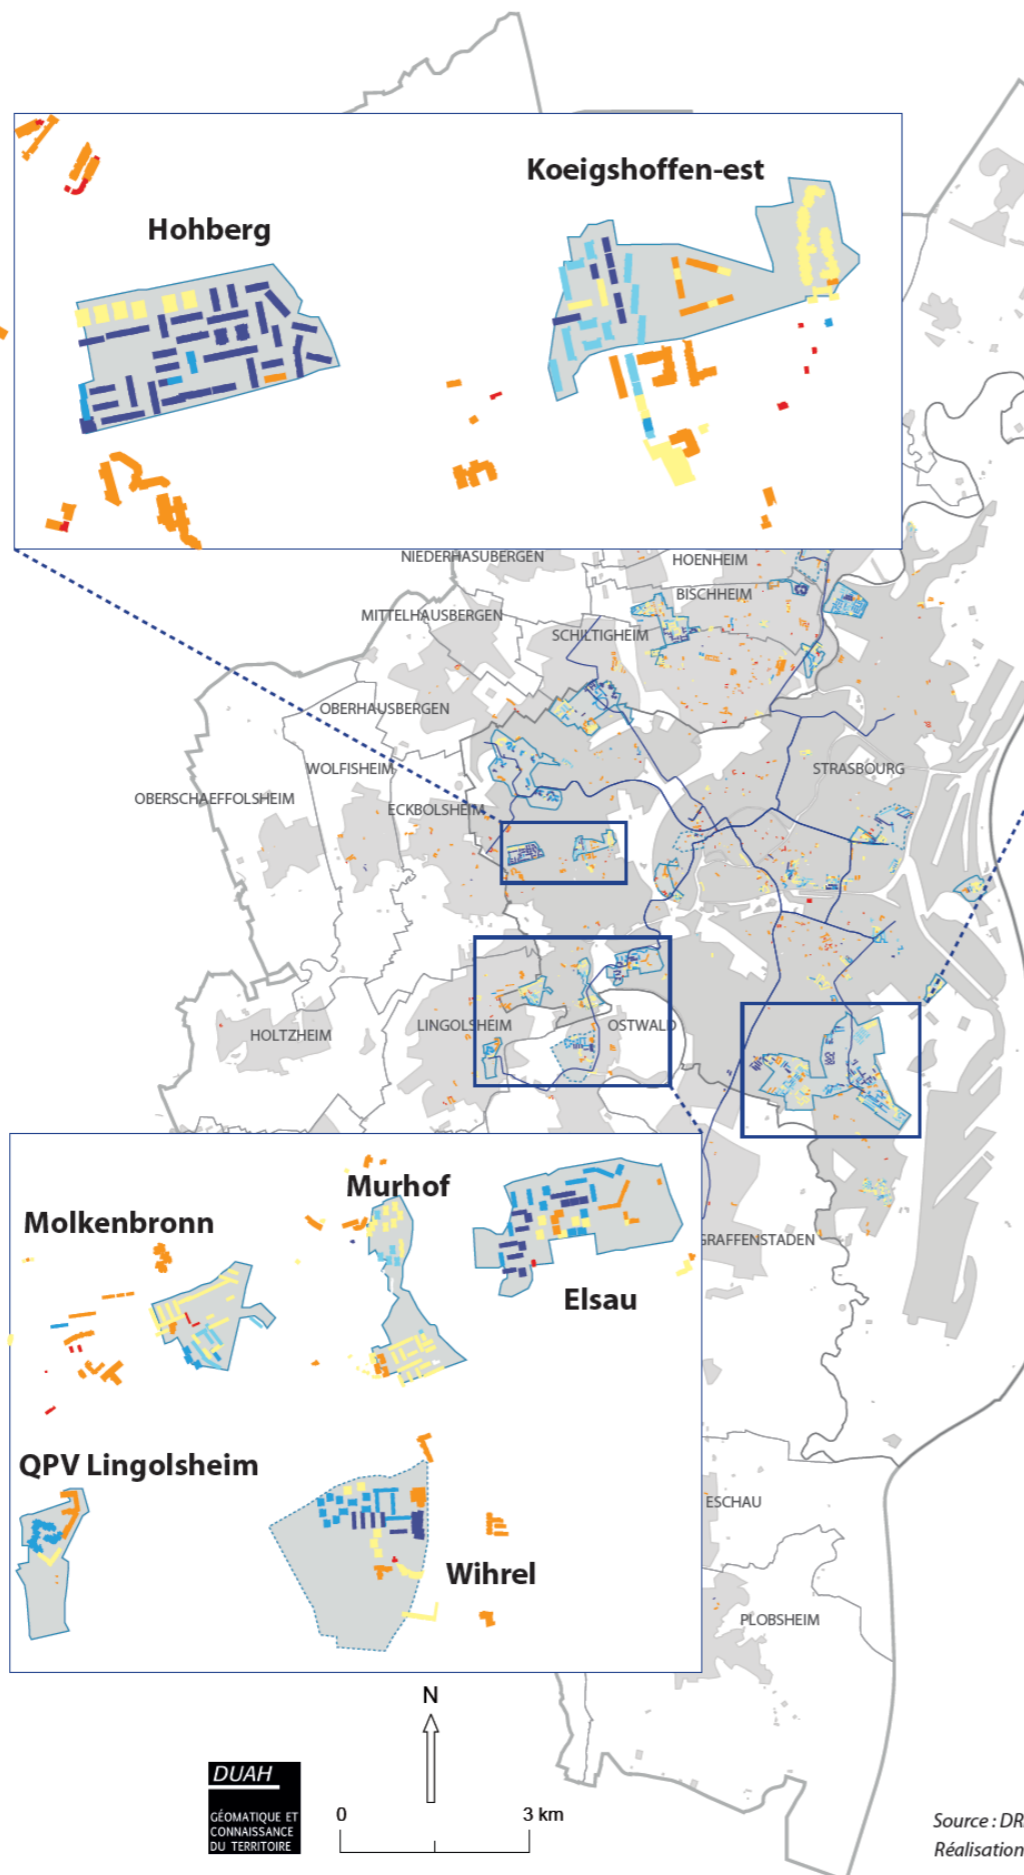 Koeigshoffen-est
Hohberg
NIEDERHASUBERGEN
HOENHEIM
BISCHHEIM
MITTELHAUSBERGEN
SCHILTIGHEIM
OBERHAUSBERGEN
WOLFISHEIM
STRASBOURG
OBERSCHAEFFOLSHEIM
ECKBOLSHEIM
LINGOLSHEIM
OSTWALD
HOLTZHEIM
Murhof
Molkenbronn
GRAFFENSTADEN
Elsau
QPV Lingolsheim
ESCHAU
Wihrel
PLOBSHEIM
N
DUAH
GÉOMATIQUE ET
CONNAISSANCE
DU TERRITOIRE
0 3 km
Source : DR
Réalisation